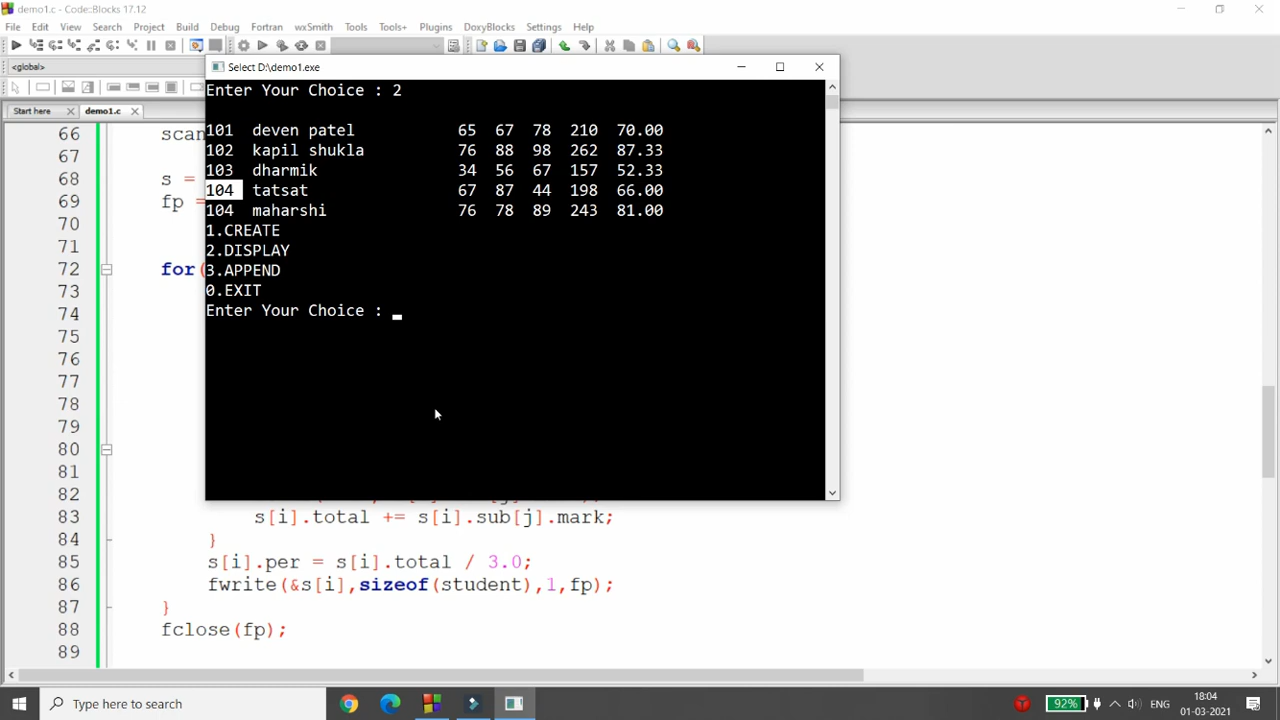 demo1.c - Code::Blocks 17.12
File Edit View Search Project Build Debug Fortran wxSmith Tools Tools+ Plugins DoxyBlocks Settings Help
<global>
Start here
demo1.c
Select D:\demo1.exe
Enter Your Choice : 2
101 deven patel 65 67 78 210 70.00
102 kapil shukla 76 88 98 262 87.33
103 dharmik 34 56 67 157 52.33
104 tatsat 67 87 44 198 66.00
104 maharshi 76 78 89 243 81.00
1.CREATE
2.DISPLAY
3.APPEND
0.EXIT
Enter Your Choice : _
66 scan
67
68 s =
69 fp =
70
71
72 for(
73
74
75
76
77
78
79
80
81
82
83 s[i].total += s[i].sub[j].mark;
84 }
85 s[i].per = s[i].total / 3.0;
86 fwrite(&s[i],sizeof(student),1,fp);
87 }
88 fclose(fp);
89
Type here to search
92%
ENG
18:04
01-03-2021